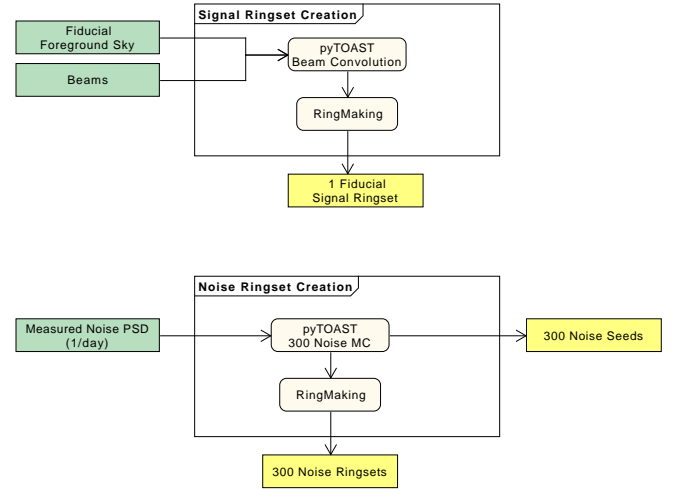 Signal Ringset Creation
Fiducial
Foreground Sky
pyTOAST
Beam Convolution
Beams
RingMaking
1 Fiducial
Signal Ringset
Noise Ringset Creation
Measured Noise PSD
(1/day)
pyTOAST
300 Noise MC
300 Noise Seeds
RingMaking
300 Noise Ringsets